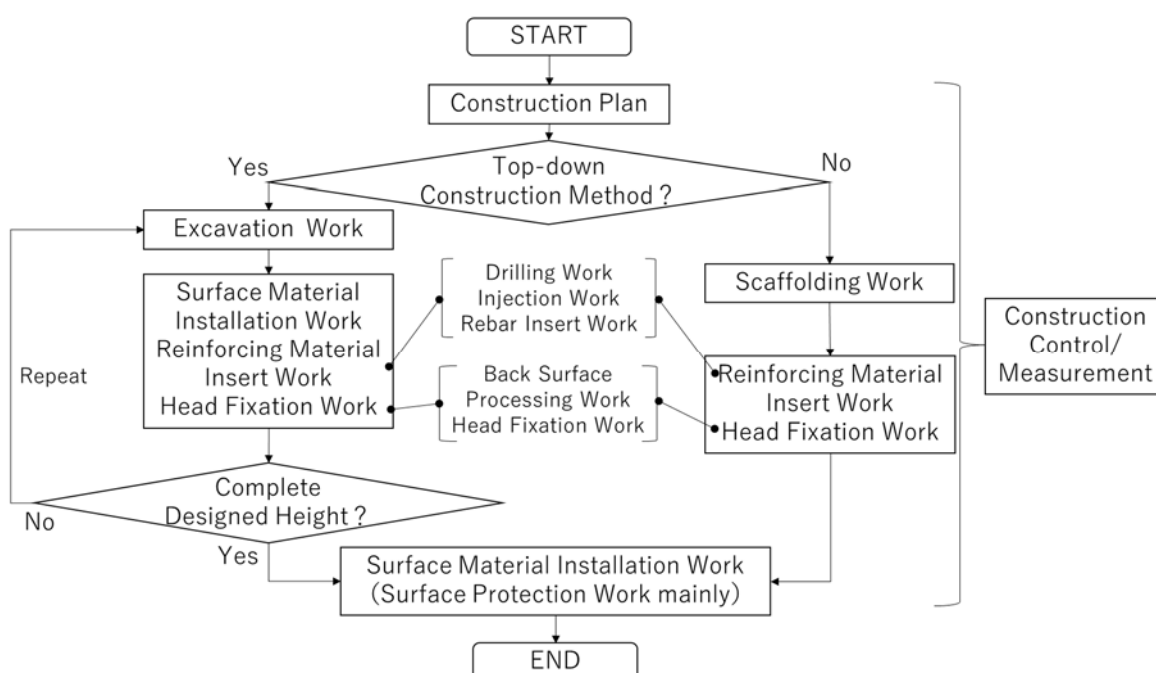 START
Construction Plan
Yes
Top-down
Construction Method?
No
Excavation Work
Surface Material
Installation Work
Reinforcing Material
Insert Work
Head Fixation Work
Repeat
Drilling Work
Injection Work
Rebar Insert Work
Back Surface
Processing Work
Head Fixation Work
Scaffolding Work
Reinforcing Material
Insert Work
Head Fixation Work
Construction
Control/
Measurement
Complete
Designed Height?
No
Yes
Surface Material Installation Work
(Surface Protection Work mainly)
END